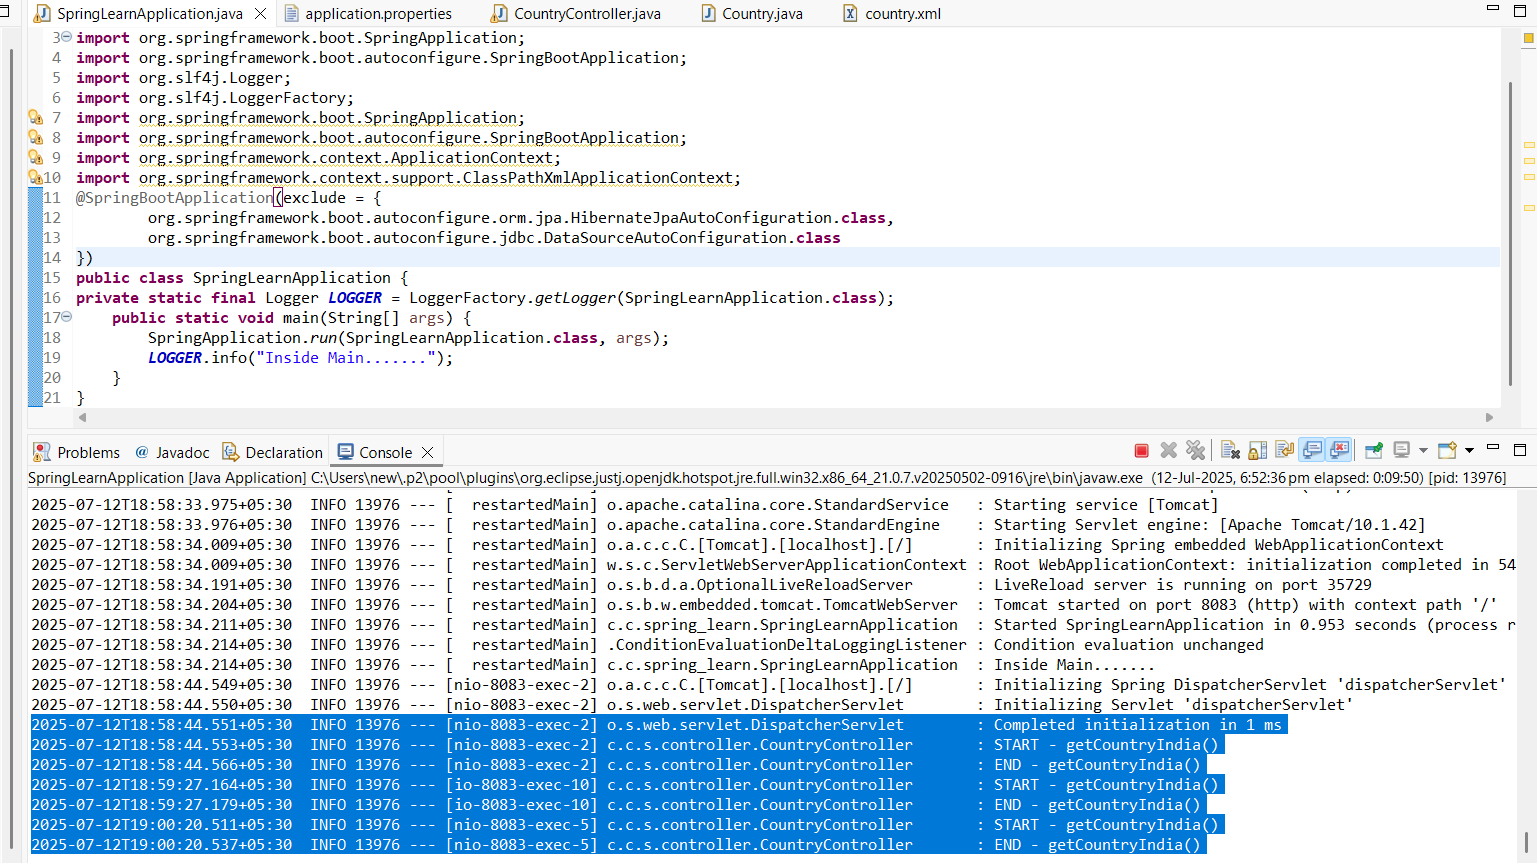 SpringLearnApplication.java application.properties CountryController.java Country.java country.xml
3 import org.springframework.boot.SpringApplication;
4 import org.springframework.boot.autoconfigure.SpringBootApplication;
5 import org.slf4j.Logger;
6 import org.slf4j.LoggerFactory;
7 import org.springframework.boot.SpringApplication;
8 import org.springframework.boot.autoconfigure.SpringBootApplication;
9 import org.springframework.context.ApplicationContext;
10 import org.springframework.context.support.ClassPathXmlApplicationContext;
11 @SpringBootApplication(exclude = {
12 org.springframework.boot.autoconfigure.orm.jpa.HibernateJpaAutoConfiguration.class,
13 org.springframework.boot.autoconfigure.jdbc.DataSourceAutoConfiguration.class
14 })
15 public class SpringLearnApplication {
16 private static final Logger LOGGER = LoggerFactory.getLogger(SpringLearnApplication.class);
17 public static void main(String[] args) {
18 SpringApplication.run(SpringLearnApplication.class, args);
19 LOGGER.info("Inside Main.......");
20 }
21 }
Problems @ Javadoc Declaration Console
SpringLearnApplication [Java Application] C:\Users\new\.p2\pool\plugins\org.eclipse.justj.openjdk.hotspot.jre.full.win32.x86_64_21.0.7.v20250502-0916\jre\bin\javaw.exe (12-Jul-2025, 6:52:36 pm elapsed: 0:09:50) [pid: 13976]
2025-07-12T18:58:33.975+05:30 INFO 13976 --- [ restartedMain] o.apache.catalina.core.StandardService : Starting service [Tomcat]
2025-07-12T18:58:33.976+05:30 INFO 13976 --- [ restartedMain] o.apache.catalina.core.StandardEngine : Starting Servlet engine: [Apache Tomcat/10.1.42]
2025-07-12T18:58:34.009+05:30 INFO 13976 --- [ restartedMain] o.a.c.c.C.[Tomcat].[localhost].[/] : Initializing Spring embedded WebApplicationContext
2025-07-12T18:58:34.009+05:30 INFO 13976 --- [ restartedMain] w.s.c.ServletWebServerApplicationContext : Root WebApplicationContext: initialization completed in 54
2025-07-12T18:58:34.191+05:30 INFO 13976 --- [ restartedMain] o.s.b.d.a.OptionalLiveReloadServer : LiveReload server is running on port 35729
2025-07-12T18:58:34.204+05:30 INFO 13976 --- [ restartedMain] o.s.b.w.embedded.tomcat.TomcatWebServer : Tomcat started on port 8083 (http) with context path '/'
2025-07-12T18:58:34.211+05:30 INFO 13976 --- [ restartedMain] c.c.spring_learn.SpringLearnApplication : Started SpringLearnApplication in 0.953 seconds (process r
2025-07-12T18:58:34.214+05:30 INFO 13976 --- [ restartedMain] .ConditionEvaluationDeltaLoggingListener : Condition evaluation unchanged
2025-07-12T18:58:34.214+05:30 INFO 13976 --- [ restartedMain] c.c.spring_learn.SpringLearnApplication : Inside Main.......
2025-07-12T18:58:44.549+05:30 INFO 13976 --- [nio-8083-exec-2] o.a.c.c.C.[Tomcat].[localhost].[/] : Initializing Spring DispatcherServlet 'dispatcherServlet'
2025-07-12T18:58:44.550+05:30 INFO 13976 --- [nio-8083-exec-2] o.s.web.servlet.DispatcherServlet : Initializing Servlet 'dispatcherServlet'
2025-07-12T18:58:44.551+05:30 INFO 13976 --- [nio-8083-exec-2] o.s.web.servlet.DispatcherServlet : Completed initialization in 1 ms
2025-07-12T18:58:44.553+05:30 INFO 13976 --- [nio-8083-exec-2] c.c.s.controller.CountryController : START - getCountryIndia()
2025-07-12T18:58:44.566+05:30 INFO 13976 --- [nio-8083-exec-2] c.c.s.controller.CountryController : END - getCountryIndia()
2025-07-12T18:59:27.164+05:30 INFO 13976 --- [io-8083-exec-10] c.c.s.controller.CountryController : START - getCountryIndia()
2025-07-12T18:59:27.179+05:30 INFO 13976 --- [io-8083-exec-10] c.c.s.controller.CountryController : END - getCountryIndia()
2025-07-12T19:00:20.511+05:30 INFO 13976 --- [nio-8083-exec-5] c.c.s.controller.CountryController : START - getCountryIndia()
2025-07-12T19:00:20.537+05:30 INFO 13976 --- [nio-8083-exec-5] c.c.s.controller.CountryController : END - getCountryIndia()